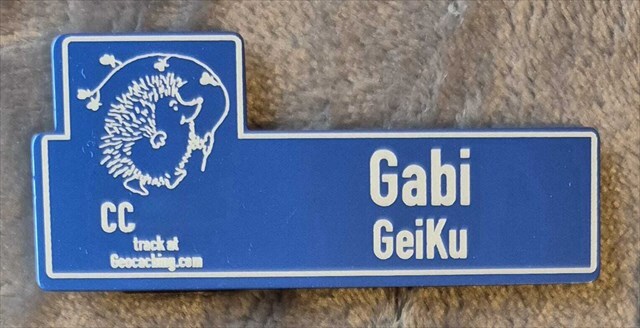 CC
track at
Geocaching.com
Gabi
GeiKu